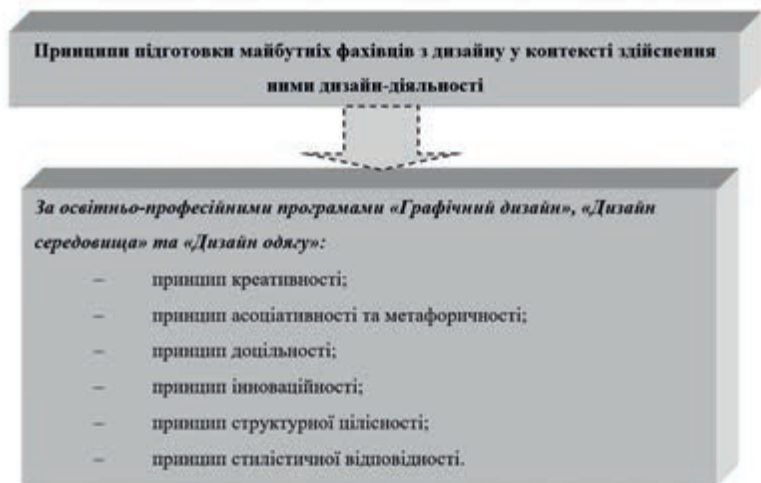 Принципи підготовки майбутніх фахівців з дизайну у контексті здійснення
ними дизайн-діяльності
За освітньо-професійними програмами «Графічний дизайн», «Дизайн
середовища» та «Дизайн одягу»:
– принцип креативності;
– принцип асоціативності та метафоричності;
– принцип доцільності;
– принцип інноваційності;
– принцип структурної цілісності;
– принцип стилістичної відповідності.